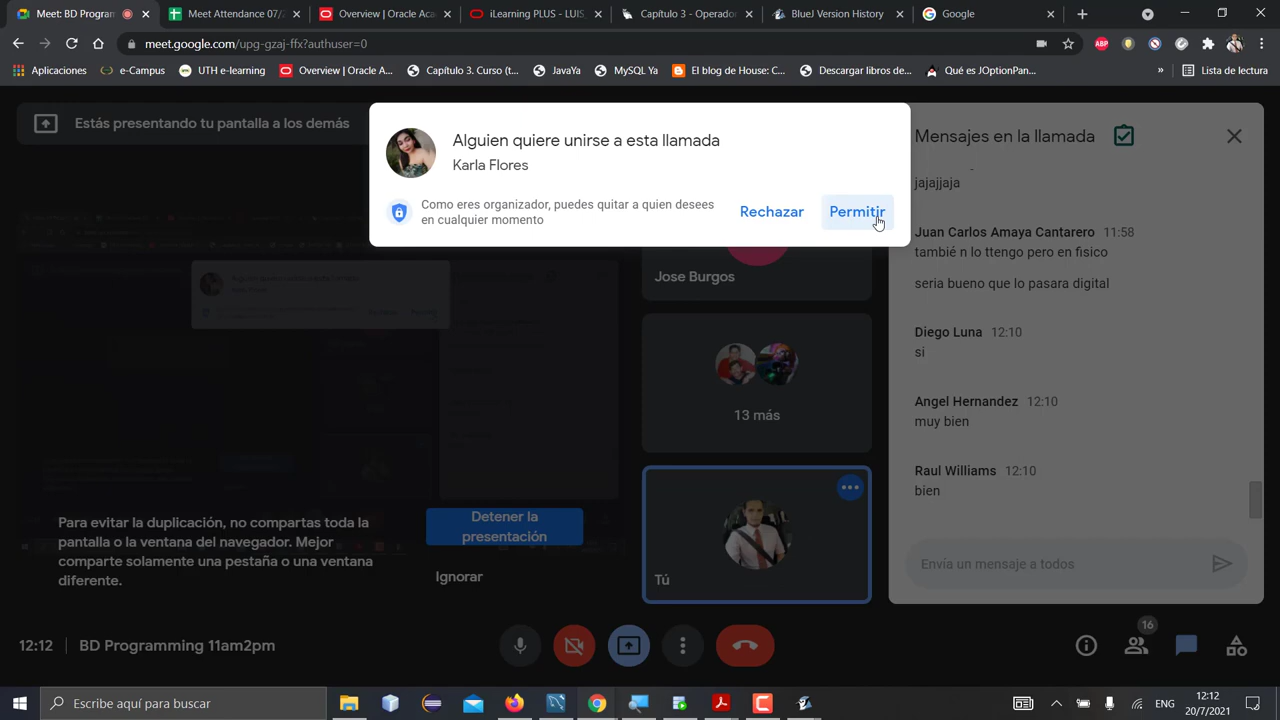 Meet: BD Program
Meet Attendance 07/
Overview | Oracle Aca
iLearning PLUS - LUIS_
Capítulo 3 - Operador
BlueJ Version History
Google
meet.google.com/upg-gzaj-ffx?authuser=0
ABP
Aplicaciones
e-Campus
UTH e-learning
Overview | Oracle A...
Capítulo 3. Curso (t...
JavaYa
MySQL Ya
El blog de House: C...
Descargar libros de...
Qué es JOptionPan...
»
Lista de lectura
Estás presentando tu pantalla a los demás
Alguien quiere unirse a esta llamada
Karla Flores
Como eres organizador, puedes quitar a quien desees
en cualquier momento
Rechazar
Permitir
Mensajes en la llamada
jajajjaja
Juan Carlos Amaya Cantarero 11:58
tambié n lo ttengo pero en fisico
seria bueno que lo pasara digital
Diego Luna 12:10
si
Angel Hernandez 12:10
muy bien
Raul Williams 12:10
bien
Envía un mensaje a todos
Jose Burgos
13 más
Tú
Para evitar la duplicación, no compartas toda la
pantalla o la ventana del navegador. Mejor
comparte solamente una pestaña o una ventana
diferente.
Detener la
presentación
Ignorar
12:12 | BD Programming 11am2pm
16
Escribe aquí para buscar
ENG
12:12
20/7/2021